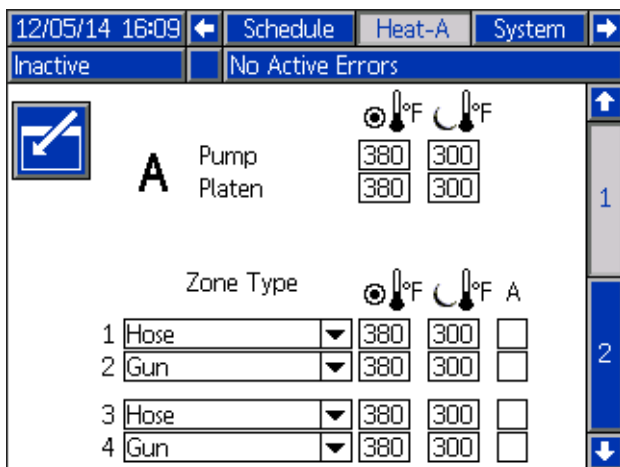 12/05/14 16:09 Schedule Heat-A System
Inactive No Active Errors
°F °F
A Pump 380 300
Platen 380 300
1
Zone Type °F °F A
1 Hose 380 300
2 Gun 380 300
2
3 Hose 380 300
4 Gun 380 300